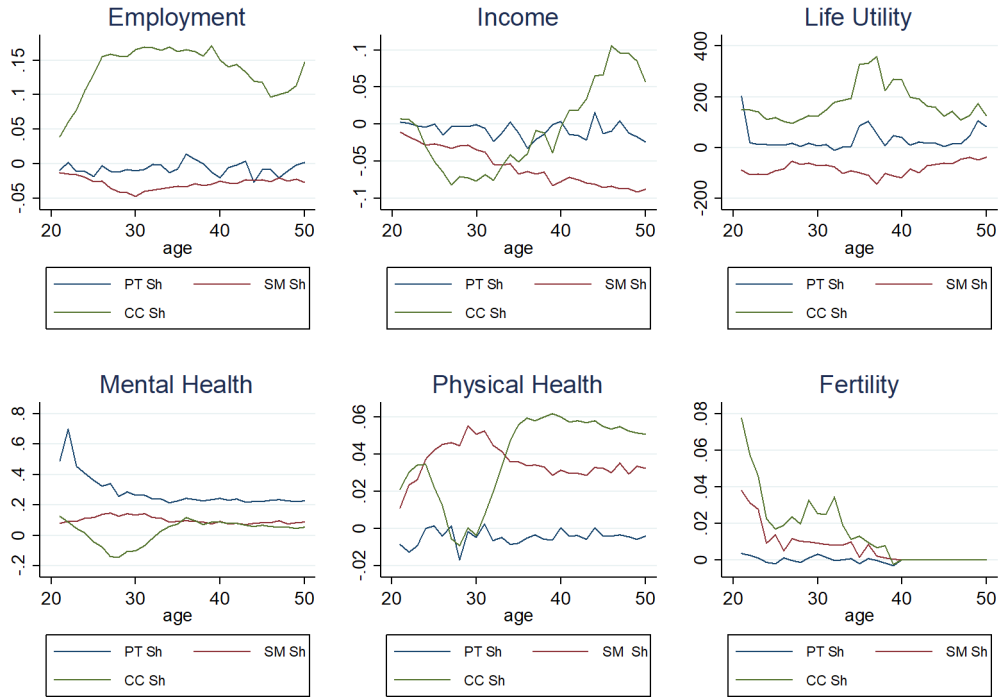 Employment
.15
.1
.05
0
-.05
20 30 40 50
age
PT Sh SM Sh
CC Sh
Income
.1
.05
0
-.05
-.1
20 30 40 50
age
PT Sh SM Sh
CC Sh
Life Utility
400
200
0
-200
20 30 40 50
age
PT Sh SM Sh
CC Sh
Mental Health
.8
.6
.4
.2
0
-.2
20 30 40 50
age
PT Sh SM Sh
CC Sh
Physical Health
.06
.04
.02
0
-.02
20 30 40 50
age
PT Sh SM Sh
CC Sh
Fertility
.08
.06
.04
.02
0
20 30 40 50
age
PT Sh SM Sh
CC Sh